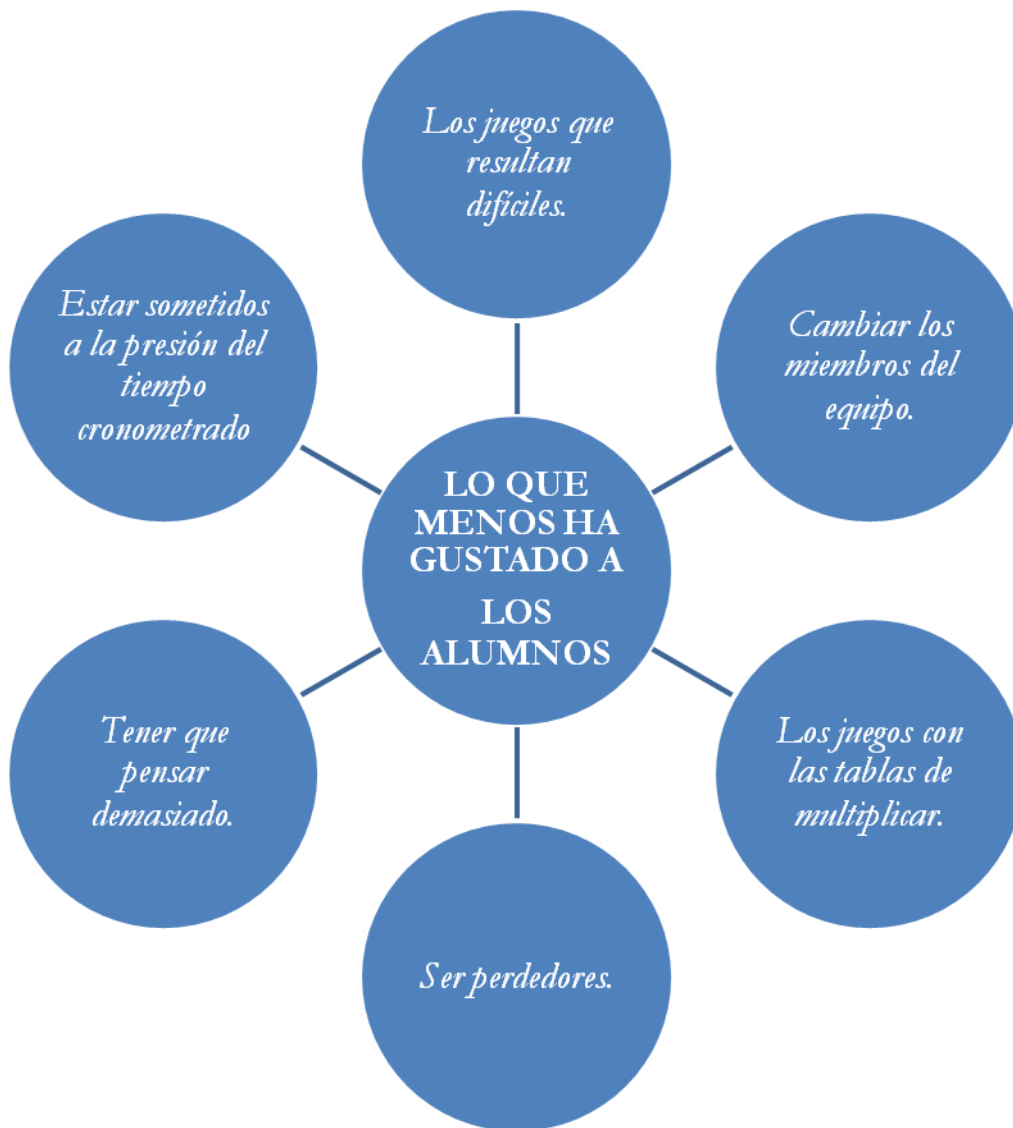 Los juegos que
resultan
difíciles.
Cambiar los
miembros del
equipo.
Los juegos con
las tablas de
multiplicar.
Ser perdedores.
Tener que
pensar
demasiado.
Estar sometidos
a la presión del
tiempo
cronometrado
LO QUE
MENOS HA
GUSTADO A
LOS
ALUMNOS